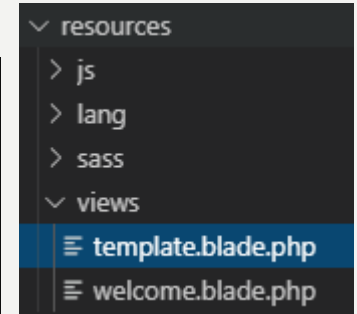 resources
js
lang
sass
views
template.blade.php
welcome.blade.php